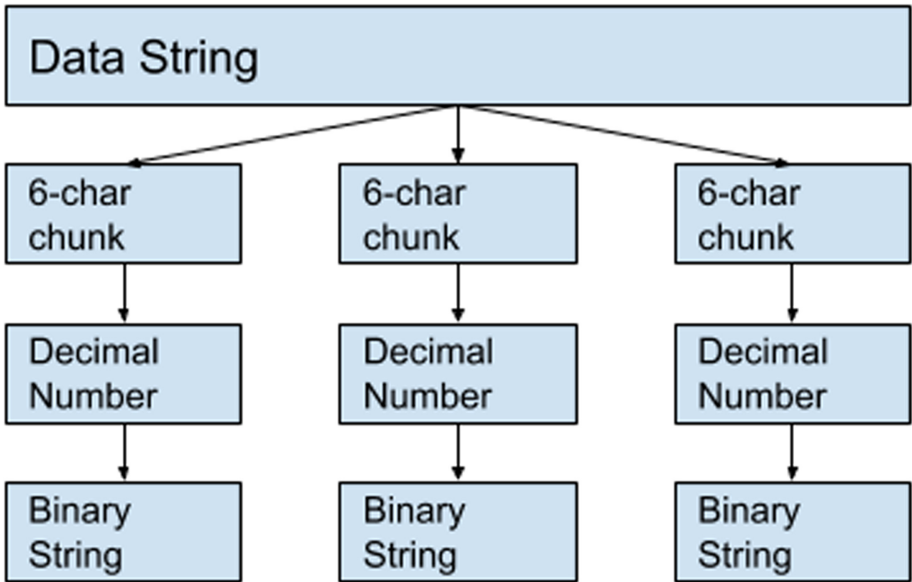 Data String
6-char
chunk
6-char
chunk
6-char
chunk
Decimal
Number
Decimal
Number
Decimal
Number
Binary
String
Binary
String
Binary
String